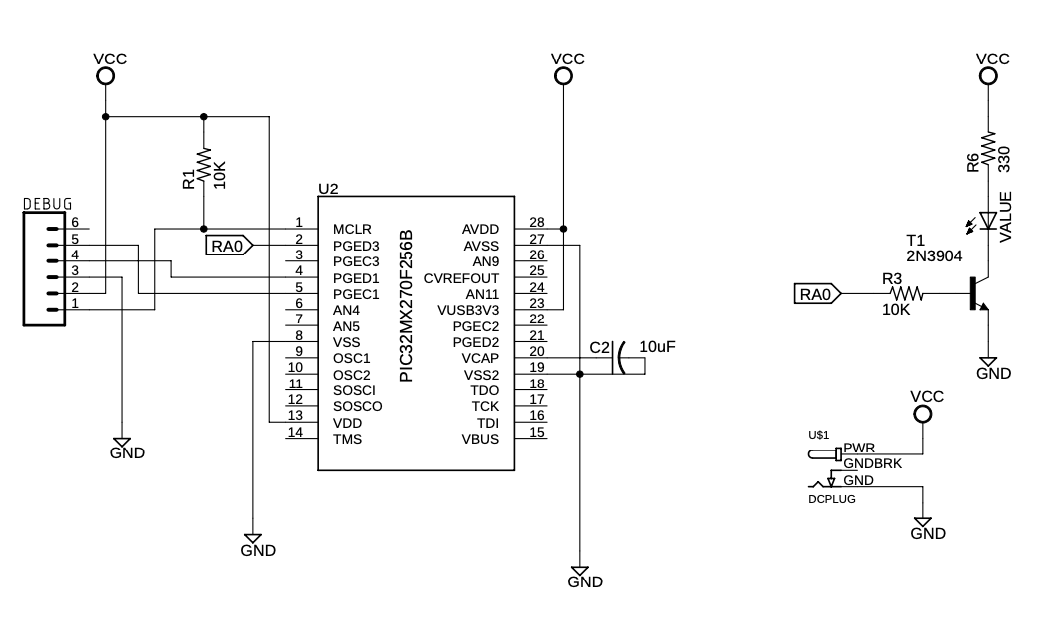 VCC
VCC
VCC
R1
10K
R6
330
VALUE
DEBUG
6
5
4
3
2
1
U2
PIC32MX270F256B
1 MCLR AVDD 28
2 PGED3 AVSS 27
3 PGEC3 AN9 26
4 PGED1 CVREFOUT 25
5 PGEC1 AN11 24
6 AN4 VUSB3V3 23
7 AN5 PGEC2 22
8 VSS PGED2 21
9 OSC1 VCAP 20
10 OSC2 VSS2 19
11 SOSCI TDO 18
12 SOSCO TCK 17
13 VDD TDI 16
14 TMS VBUS 15
RA0
C2 10uF
T1
2N3904
R3
10K
RA0
GND
VCC
U$1
PWR
GNDBRK
GND
DCPLUG
GND
GND
GND
GND